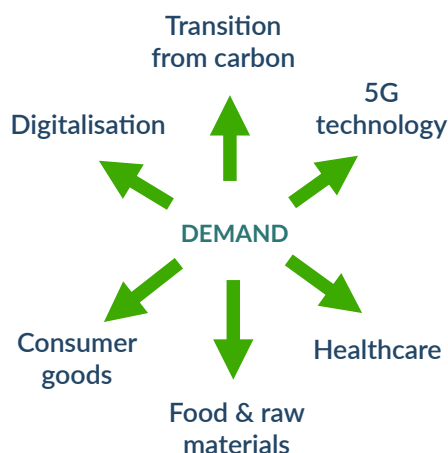 Transition
from carbon
5G
technology
Digitalisation
DEMAND
Consumer
goods
Healthcare
Food & raw
materials